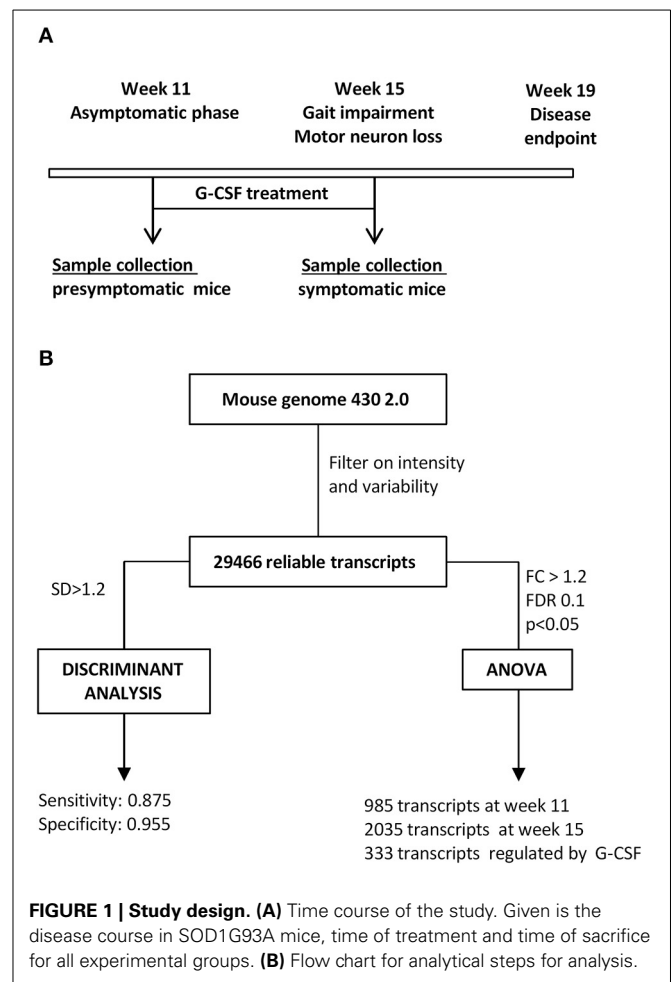 A
Week 11
Asymptomatic phase
Week 15
Gait impairment
Motor neuron loss
Week 19
Disease
endpoint
G-CSF treatment
Sample collection
presymptomatic mice
Sample collection
symptomatic mice
B
Mouse genome 430 2.0
Filter on intensity
and variability
29466 reliable transcripts
SD>1.2
FC > 1.2
FDR 0.1
p<0.05
DISCRIMINANT
ANALYSIS
ANOVA
Sensitivity: 0.875
Specificity: 0.955
985 transcripts at week 11
2035 transcripts at week 15
333 transcripts regulated by G-CSF
FIGURE 1 | Study design. (A) Time course of the study. Given is the
disease course in SOD1G93A mice, time of treatment and time of sacrifice
for all experimental groups. (B) Flow chart for analytical steps for analysis.